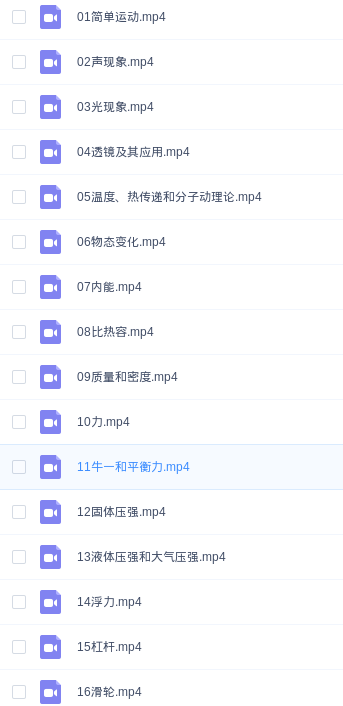 01简单运动.mp4
02声现象.mp4
03光现象.mp4
04透镜及其应用.mp4
05温度、热传递和分子动理论.mp4
06物态变化.mp4
07内能.mp4
08比热容.mp4
09质量和密度.mp4
10力.mp4
11牛一和平衡力.mp4
12固体压强.mp4
13液体压强和大气压强.mp4
14浮力.mp4
15杠杆.mp4
16滑轮.mp4